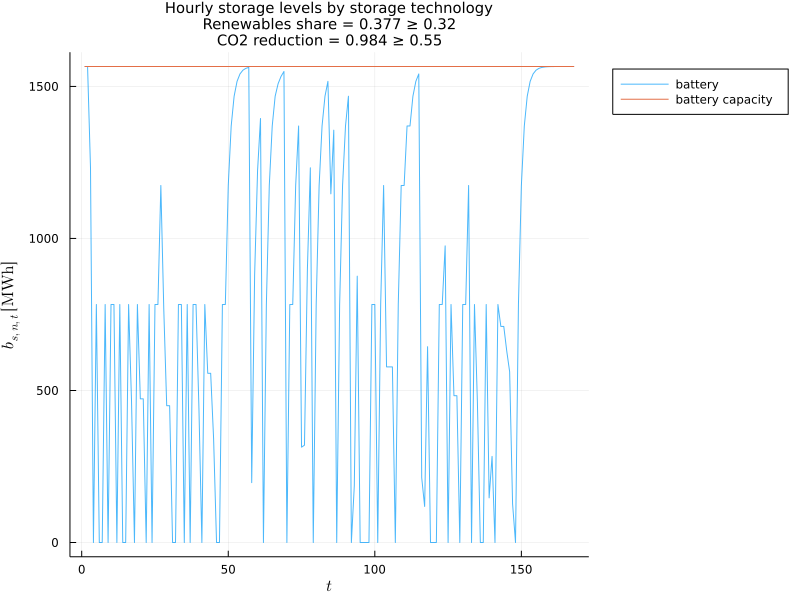 Hourly storage levels by storage technology
Renewables share = 0.377 ≥ 0.32
CO2 reduction = 0.984 ≥ 0.55
battery
battery capacity
1500
1000
500
0
b_{s, n, t} [MWh]
0 50 100 150
t